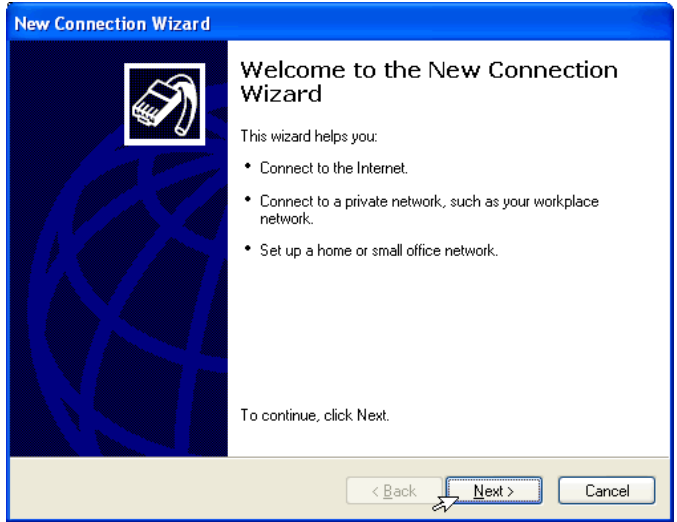 New Connection Wizard
Welcome to the New Connection
Wizard
This wizard helps you:
• Connect to the Internet.
• Connect to a private network, such as your workplace
network.
• Set up a home or small office network.
To continue, click Next.
< Back Next > Cancel